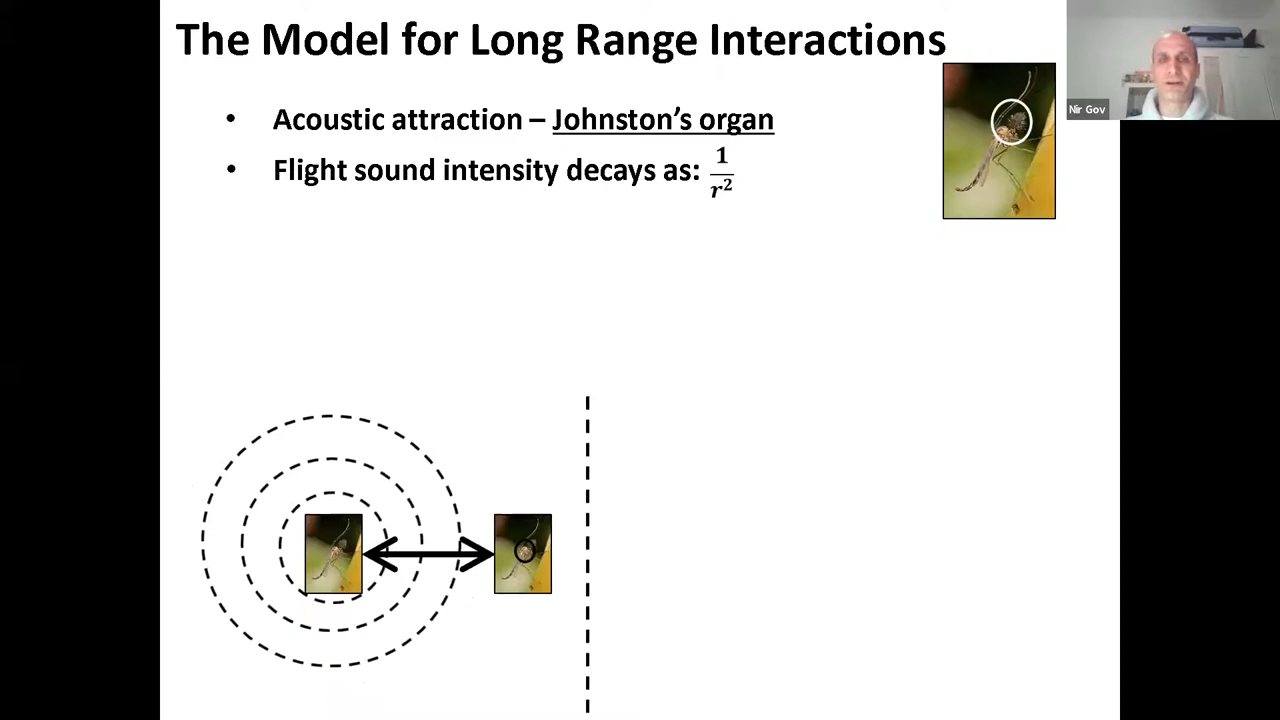 The Model for Long Range Interactions
• Acoustic attraction – Johnston's organ
• Flight sound intensity decays as: 1/r²
Nir Gov